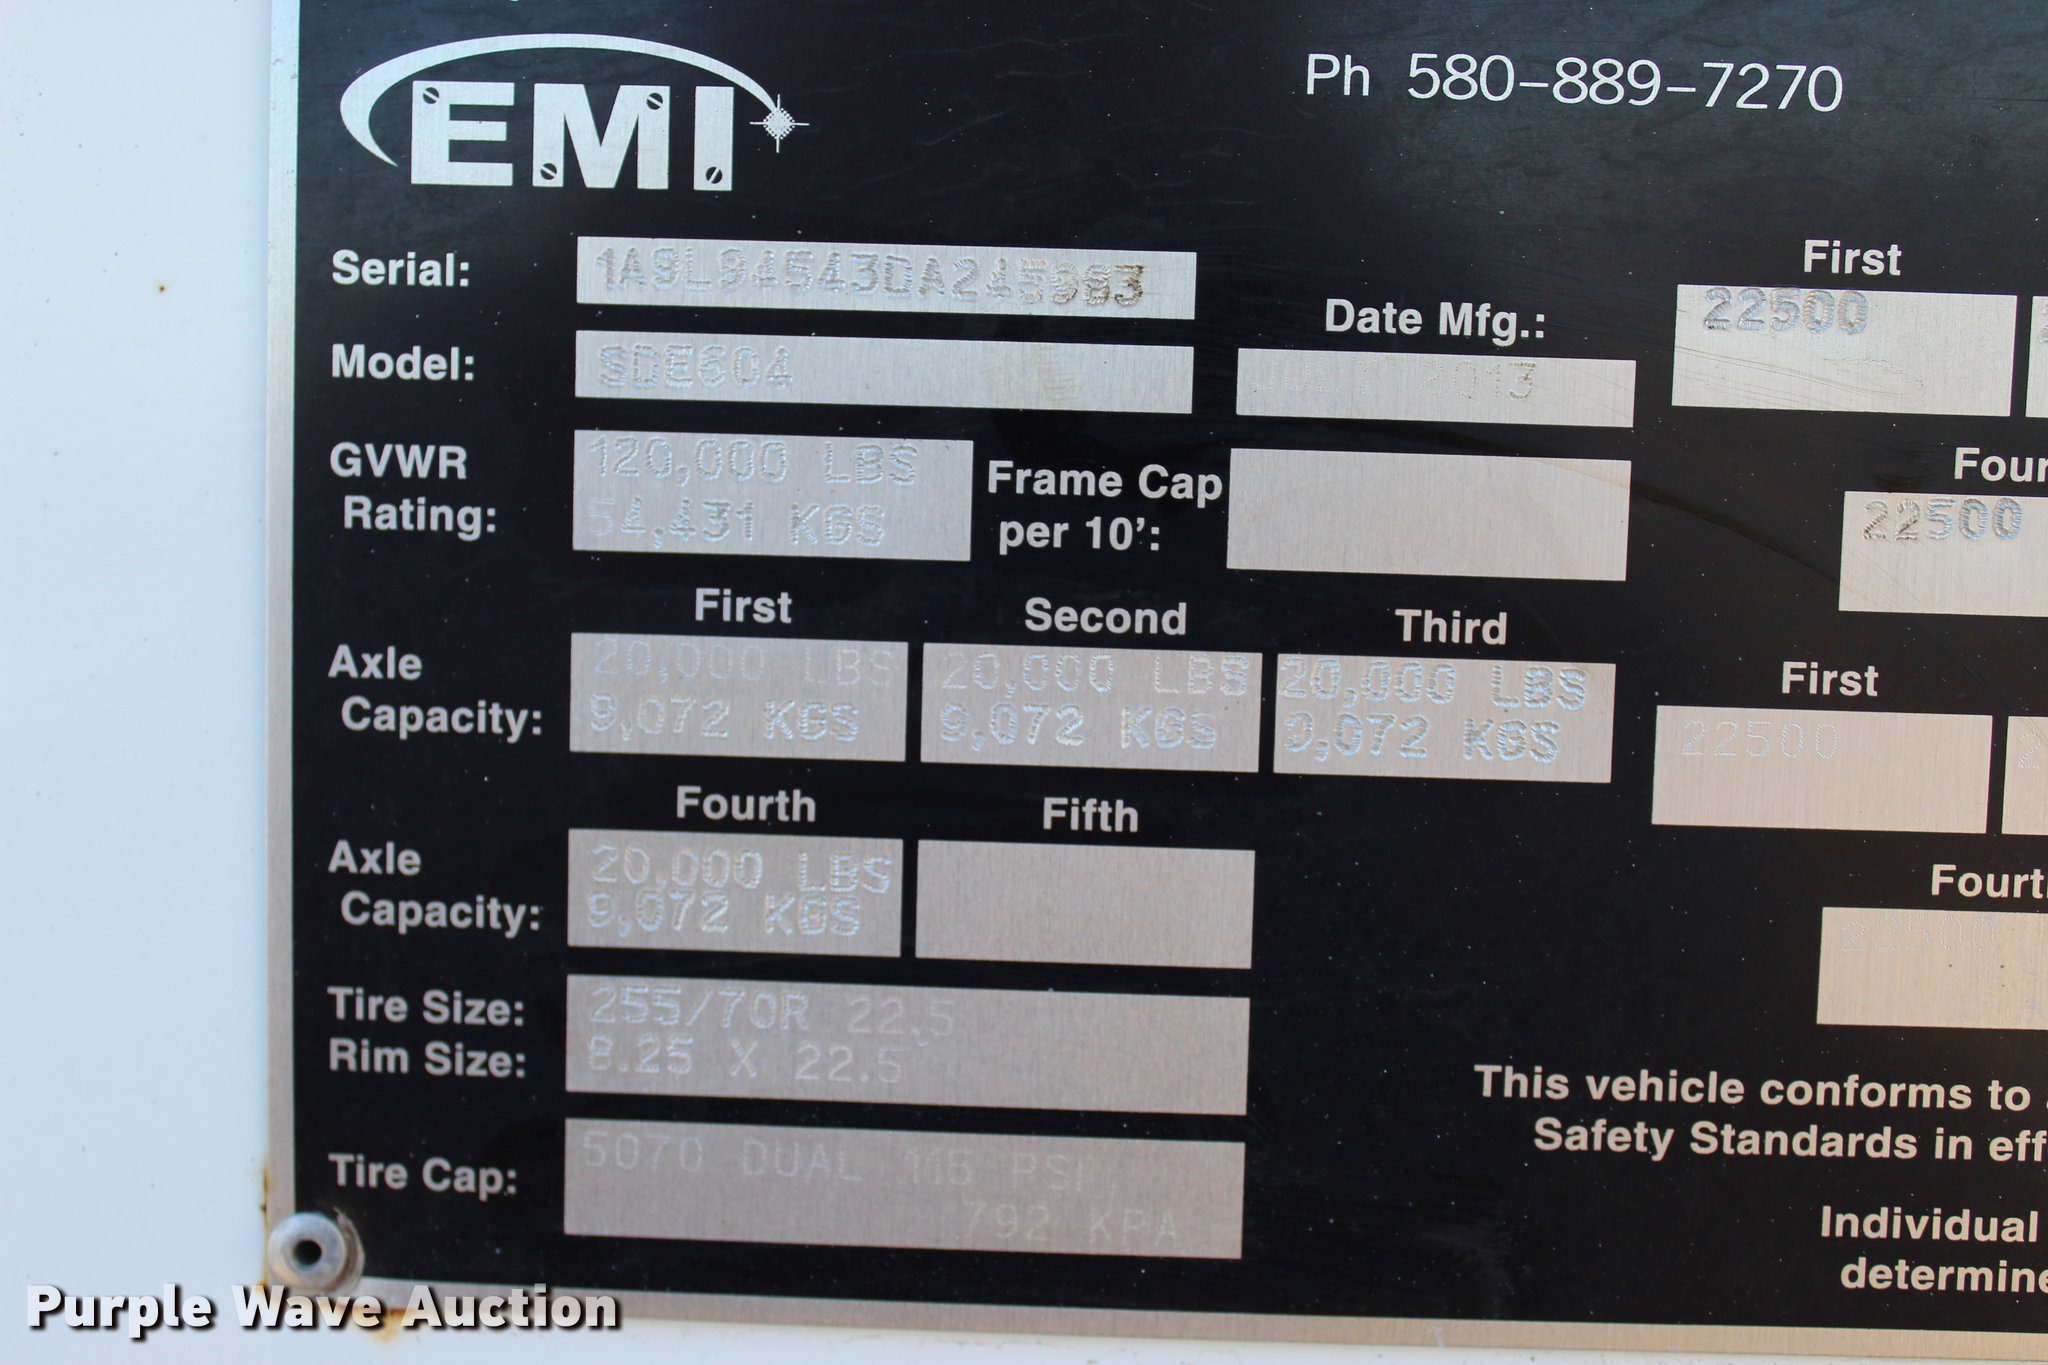 EMI
Ph 580-889-7270
Serial: 1A9L94543DA245983
First
22500
Date Mfg.:
Model: SDE604
JULY 2013
GVWR
Rating:
120,000 LBS
54,431 KGS
Frame Cap
per 10':
22500
First Second Third
Axle
Capacity:
20,000 LBS 20,000 LBS 20,000 LBS
9,072 KGS 9,072 KGS 9,072 KGS
First
22500
Fourth Fifth
Axle
Capacity:
20,000 LBS
9,072 KGS
22500
Tire Size: 255/70R 22.5
Rim Size: 8.25 X 22.5
Tire Cap: 5070 DUAL 115 PSI
792 KPA
This vehicle conforms to
Safety Standards in
Individual
Purple Wave Auction